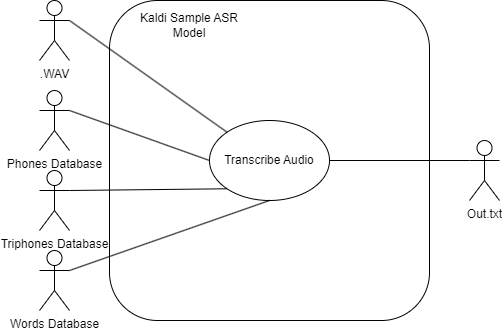 Kaldi Sample ASR
Model
.WAV
Phones Database
Transcribe Audio
Triphones Database
Out.txt
Words Database